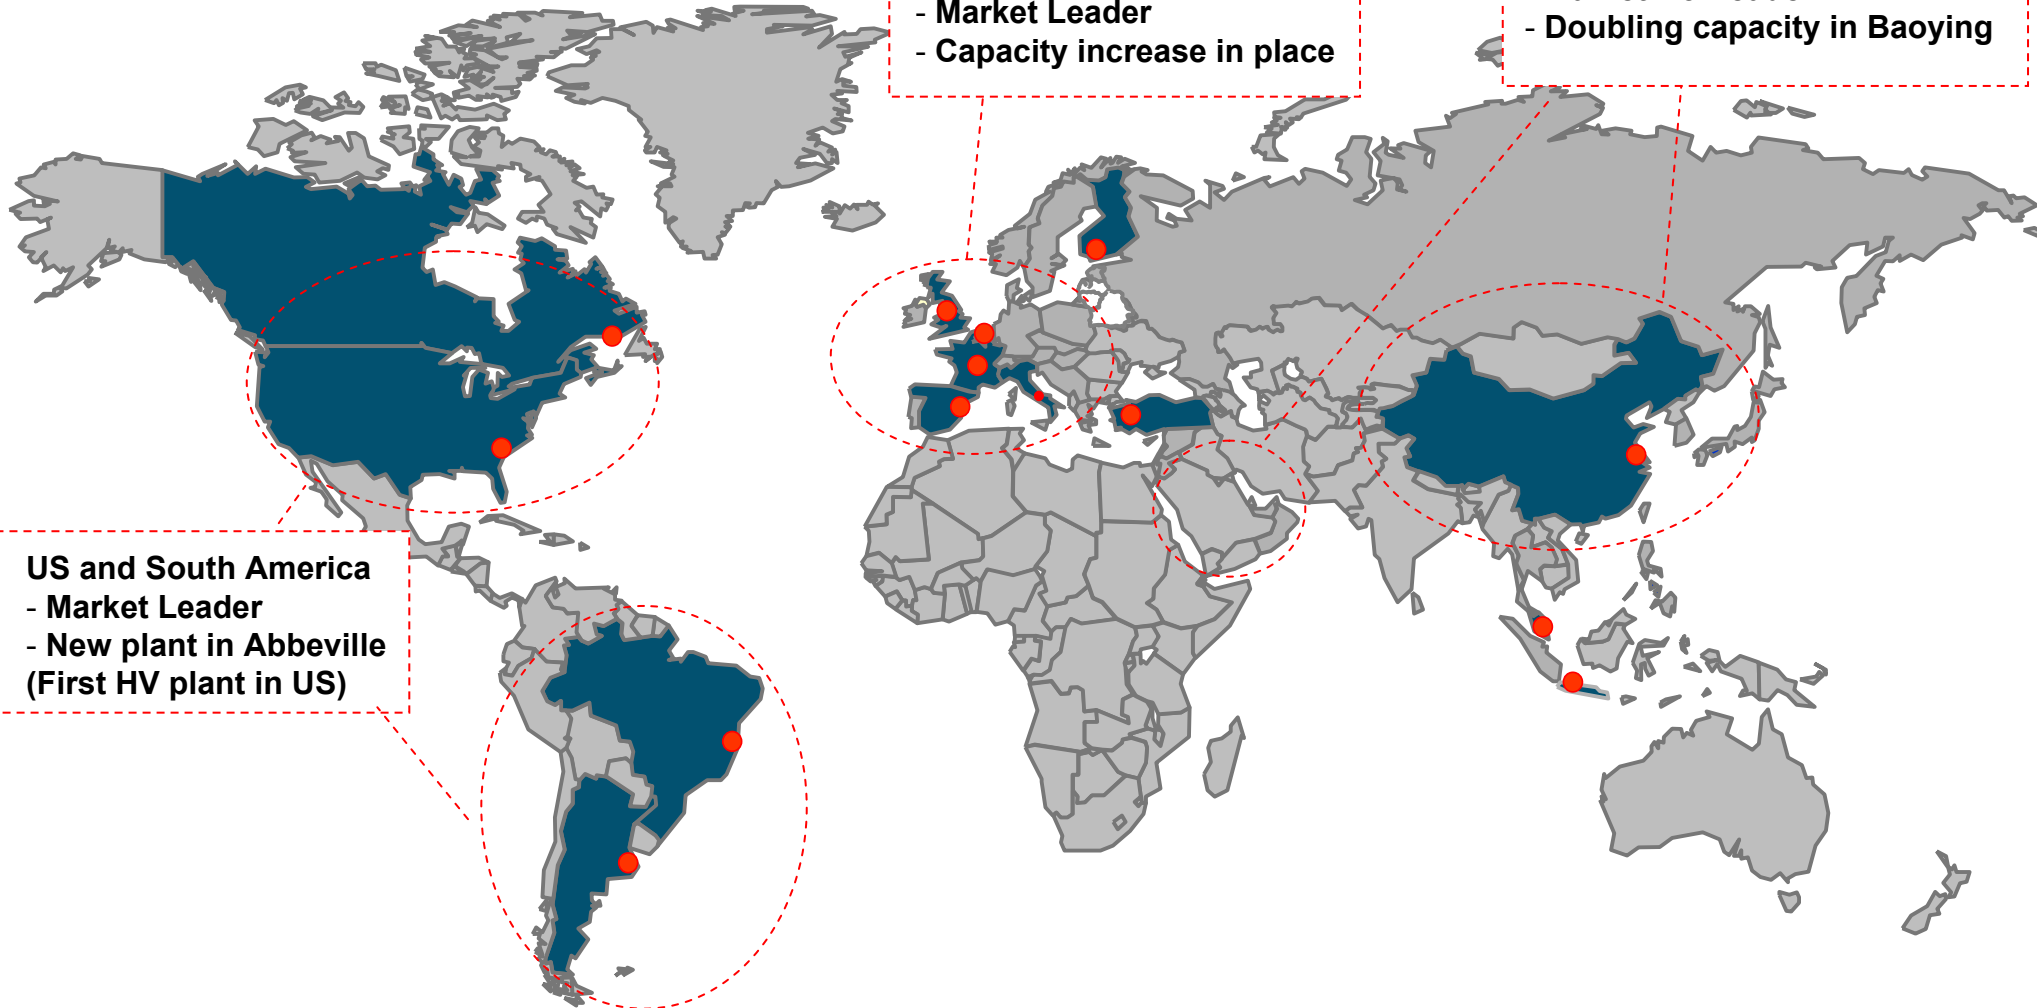 - Market Leader
- Capacity increase in place
- Doubling capacity in Baoying
US and South America
- Market Leader
- New plant in Abbeville
(First HV plant in US)